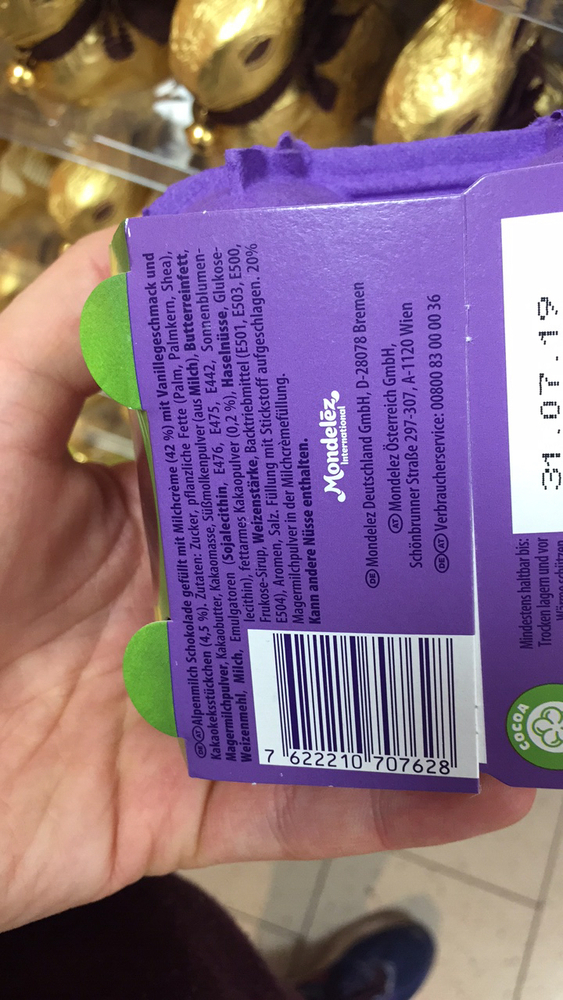 DE AT Alpenmilch Schokolade gefüllt mit Milchcrème (42 %) mit Vanillegeschmack und
Kakaokeksstückchen (4,5 %). Zutaten: Zucker, pflanzliche Fette (Palm, Palmkern, Shea),
Magermilchpulver, Kakaobutter, Kakaomasse, Süßmolkenpulver (aus Milch), Butterreinfett,
Weizenmehl, Milch, Emulgatoren (Sojalecithin, E476, E475, E442, Sonnenblumen-
lecithin), fettarmes Kakaopulver (0,2 %), Haselnüsse, Glukose-
Frukose-Sirup, Weizenstärke, Backtriebmittel (E501, E503, E500,
E504), Aromen, Salz. Füllung mit Stickstoff aufgeschlagen. 20%
Magermilchpulver in der Milchcrèmefüllung.
Kann andere Nüsse enthalten.
Mondelēz,
International
DE Mondelez Deutschland GmbH, D-28078 Bremen
AT Mondelez Österreich GmbH,
Schönbrunner Straße 297-307, A-1120 Wien
DE AT Verbraucherservice: 00800 83 00 00 36
7 622210 707628
31.07.19
Mindestens haltbar bis:
Trocken lagern und vor
Wärme schützen
COCOA